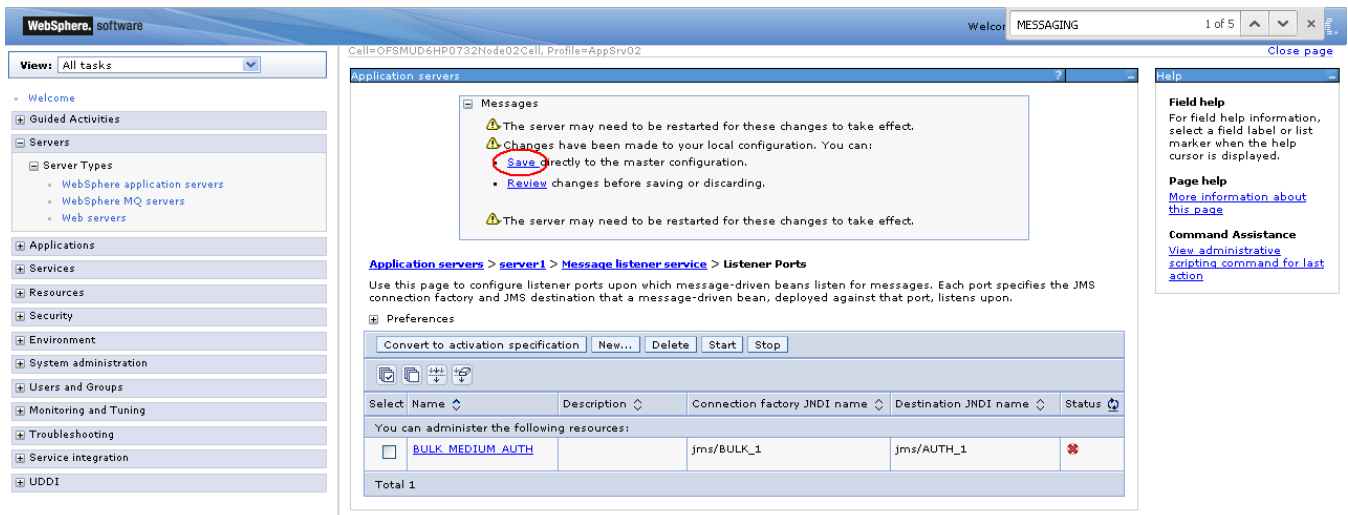 WebSphere. software
Welcor
MESSAGING
1 of 5
Cell=OFSMUD6HP0732Node02Cell, Profile=AppSrv02
Close page
View: All tasks
Welcome
Guided Activities
Servers
Server Types
WebSphere application servers
WebSphere MQ servers
Web servers
Applications
Services
Resources
Security
Environment
System administration
Users and Groups
Monitoring and Tuning
Troubleshooting
Service integration
UDDI
Application servers
?
Messages
The server may need to be restarted for these changes to take effect.
Changes have been made to your local configuration. You can:
Save directly to the master configuration.
Review changes before saving or discarding.
The server may need to be restarted for these changes to take effect.
Application servers > server1 > Message listener service > Listener Ports
Use this page to configure listener ports upon which message-driven beans listen for messages. Each port specifies the JMS
connection factory and JMS destination that a message-driven bean, deployed against that port, listens upon.
Preferences
Convert to activation specification New... Delete Start Stop
Select Name Description Connection factory JNDI name Destination JNDI name Status
You can administer the following resources:
BULK_MEDIUM_AUTH jms/BULK_1 jms/AUTH_1
Total 1
Help
Field help
For field help information,
select a field label or list
marker when the help
cursor is displayed.
Page help
More information about
this page
Command Assistance
View administrative
scripting command for last
action